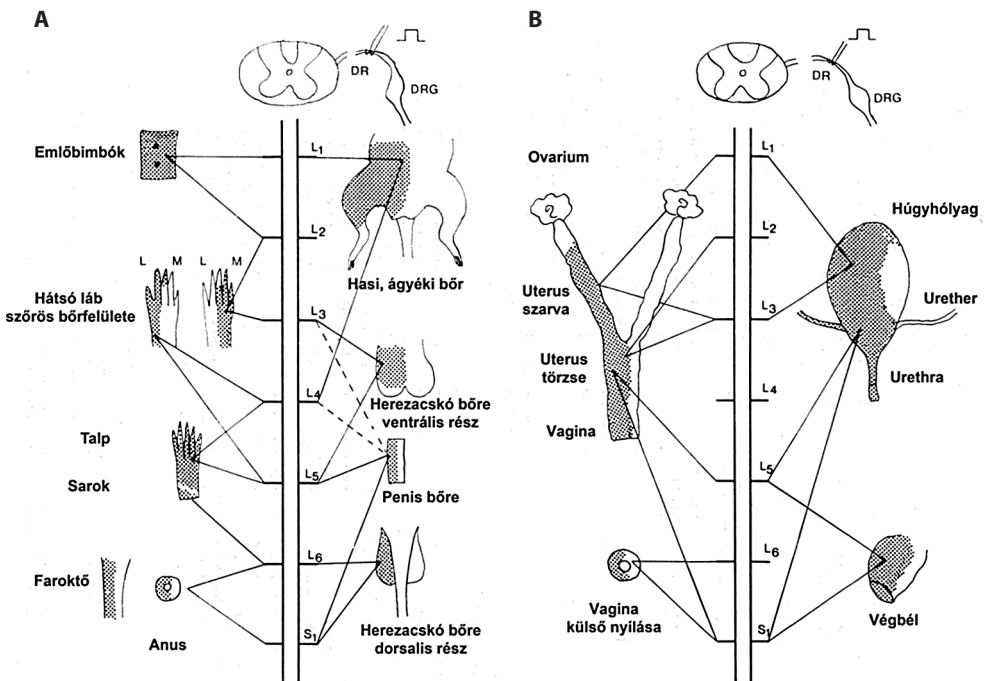 A
DR
DRG
Emlőbimbók
L1
L2
Hasi, ágyéki bőr
L M L M
Hátsó láb
szőrös bőrfelülete
L3
L4
Herezacskó bőre
ventrális rész
Talp
Sarok
L5
Penis bőre
L6
Faroktő
Anus
S1
Herezacskó bőre
dorsalis rész
B
DR
DRG
Ovarium
L1
L2
Húgyhólyag
Uterus
szarva
L3
Urether
Uterus
törzse
Urethra
L4
Vagina
L5
L6
Vagina
külső nyílása
S1
Végbél